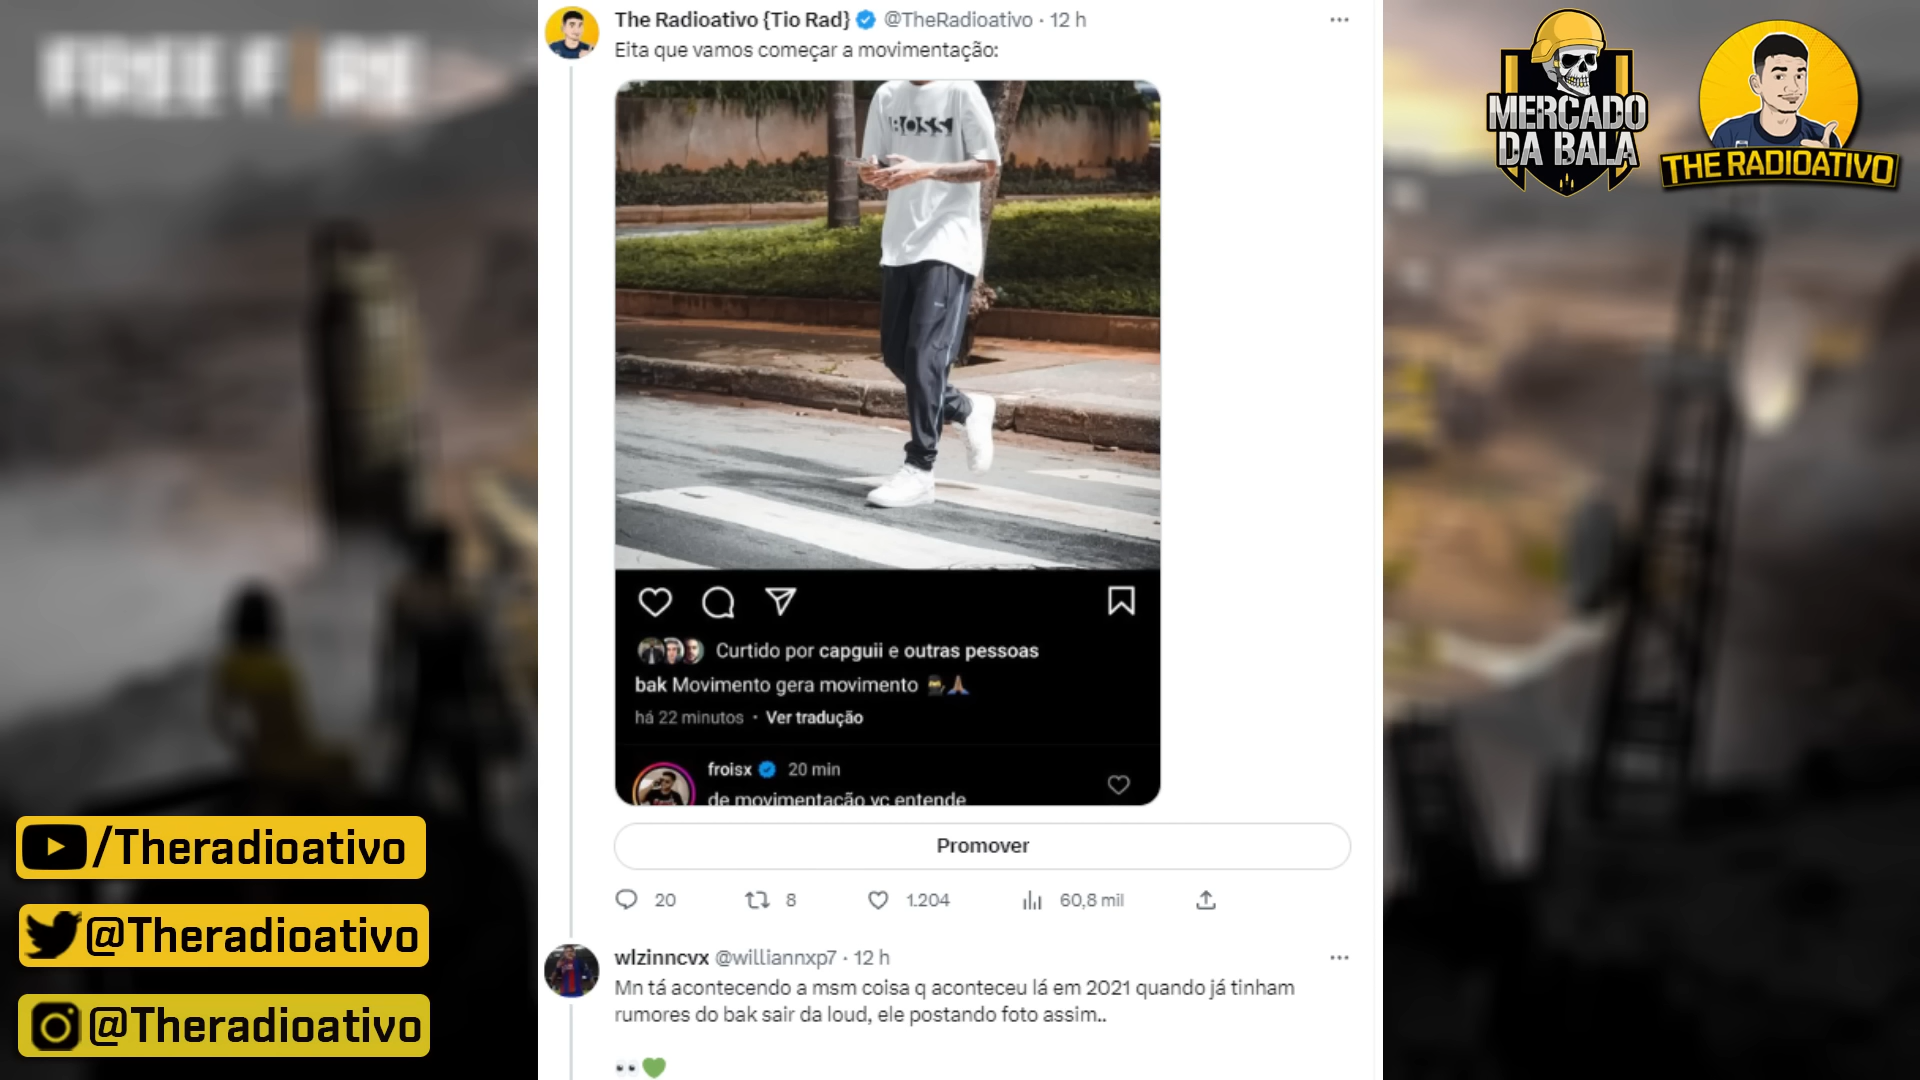 FREE FIRE
The Radioativo {Tio Rad} @TheRadioativo · 12 h
Eita que vamos começar a movimentação:
BOSS
Curtido por capguii e outras pessoas
bak Movimento gera movimento 🥷🙏🏽
há 22 minutos · Ver tradução
froisx 20 min
de movimentação vc entende
Promover
20 8 1.204 60,8 mil
wlzinncvx @williannxp7 · 12 h
Mn tá acontecendo a msm coisa q aconteceu lá em 2021 quando já tinham
rumores do bak sair da loud, ele postando foto assim..
👀💚
MERCADO
DA BALA
THE RADIOATIVO
/Theradioativo
@Theradioativo
@Theradioativo